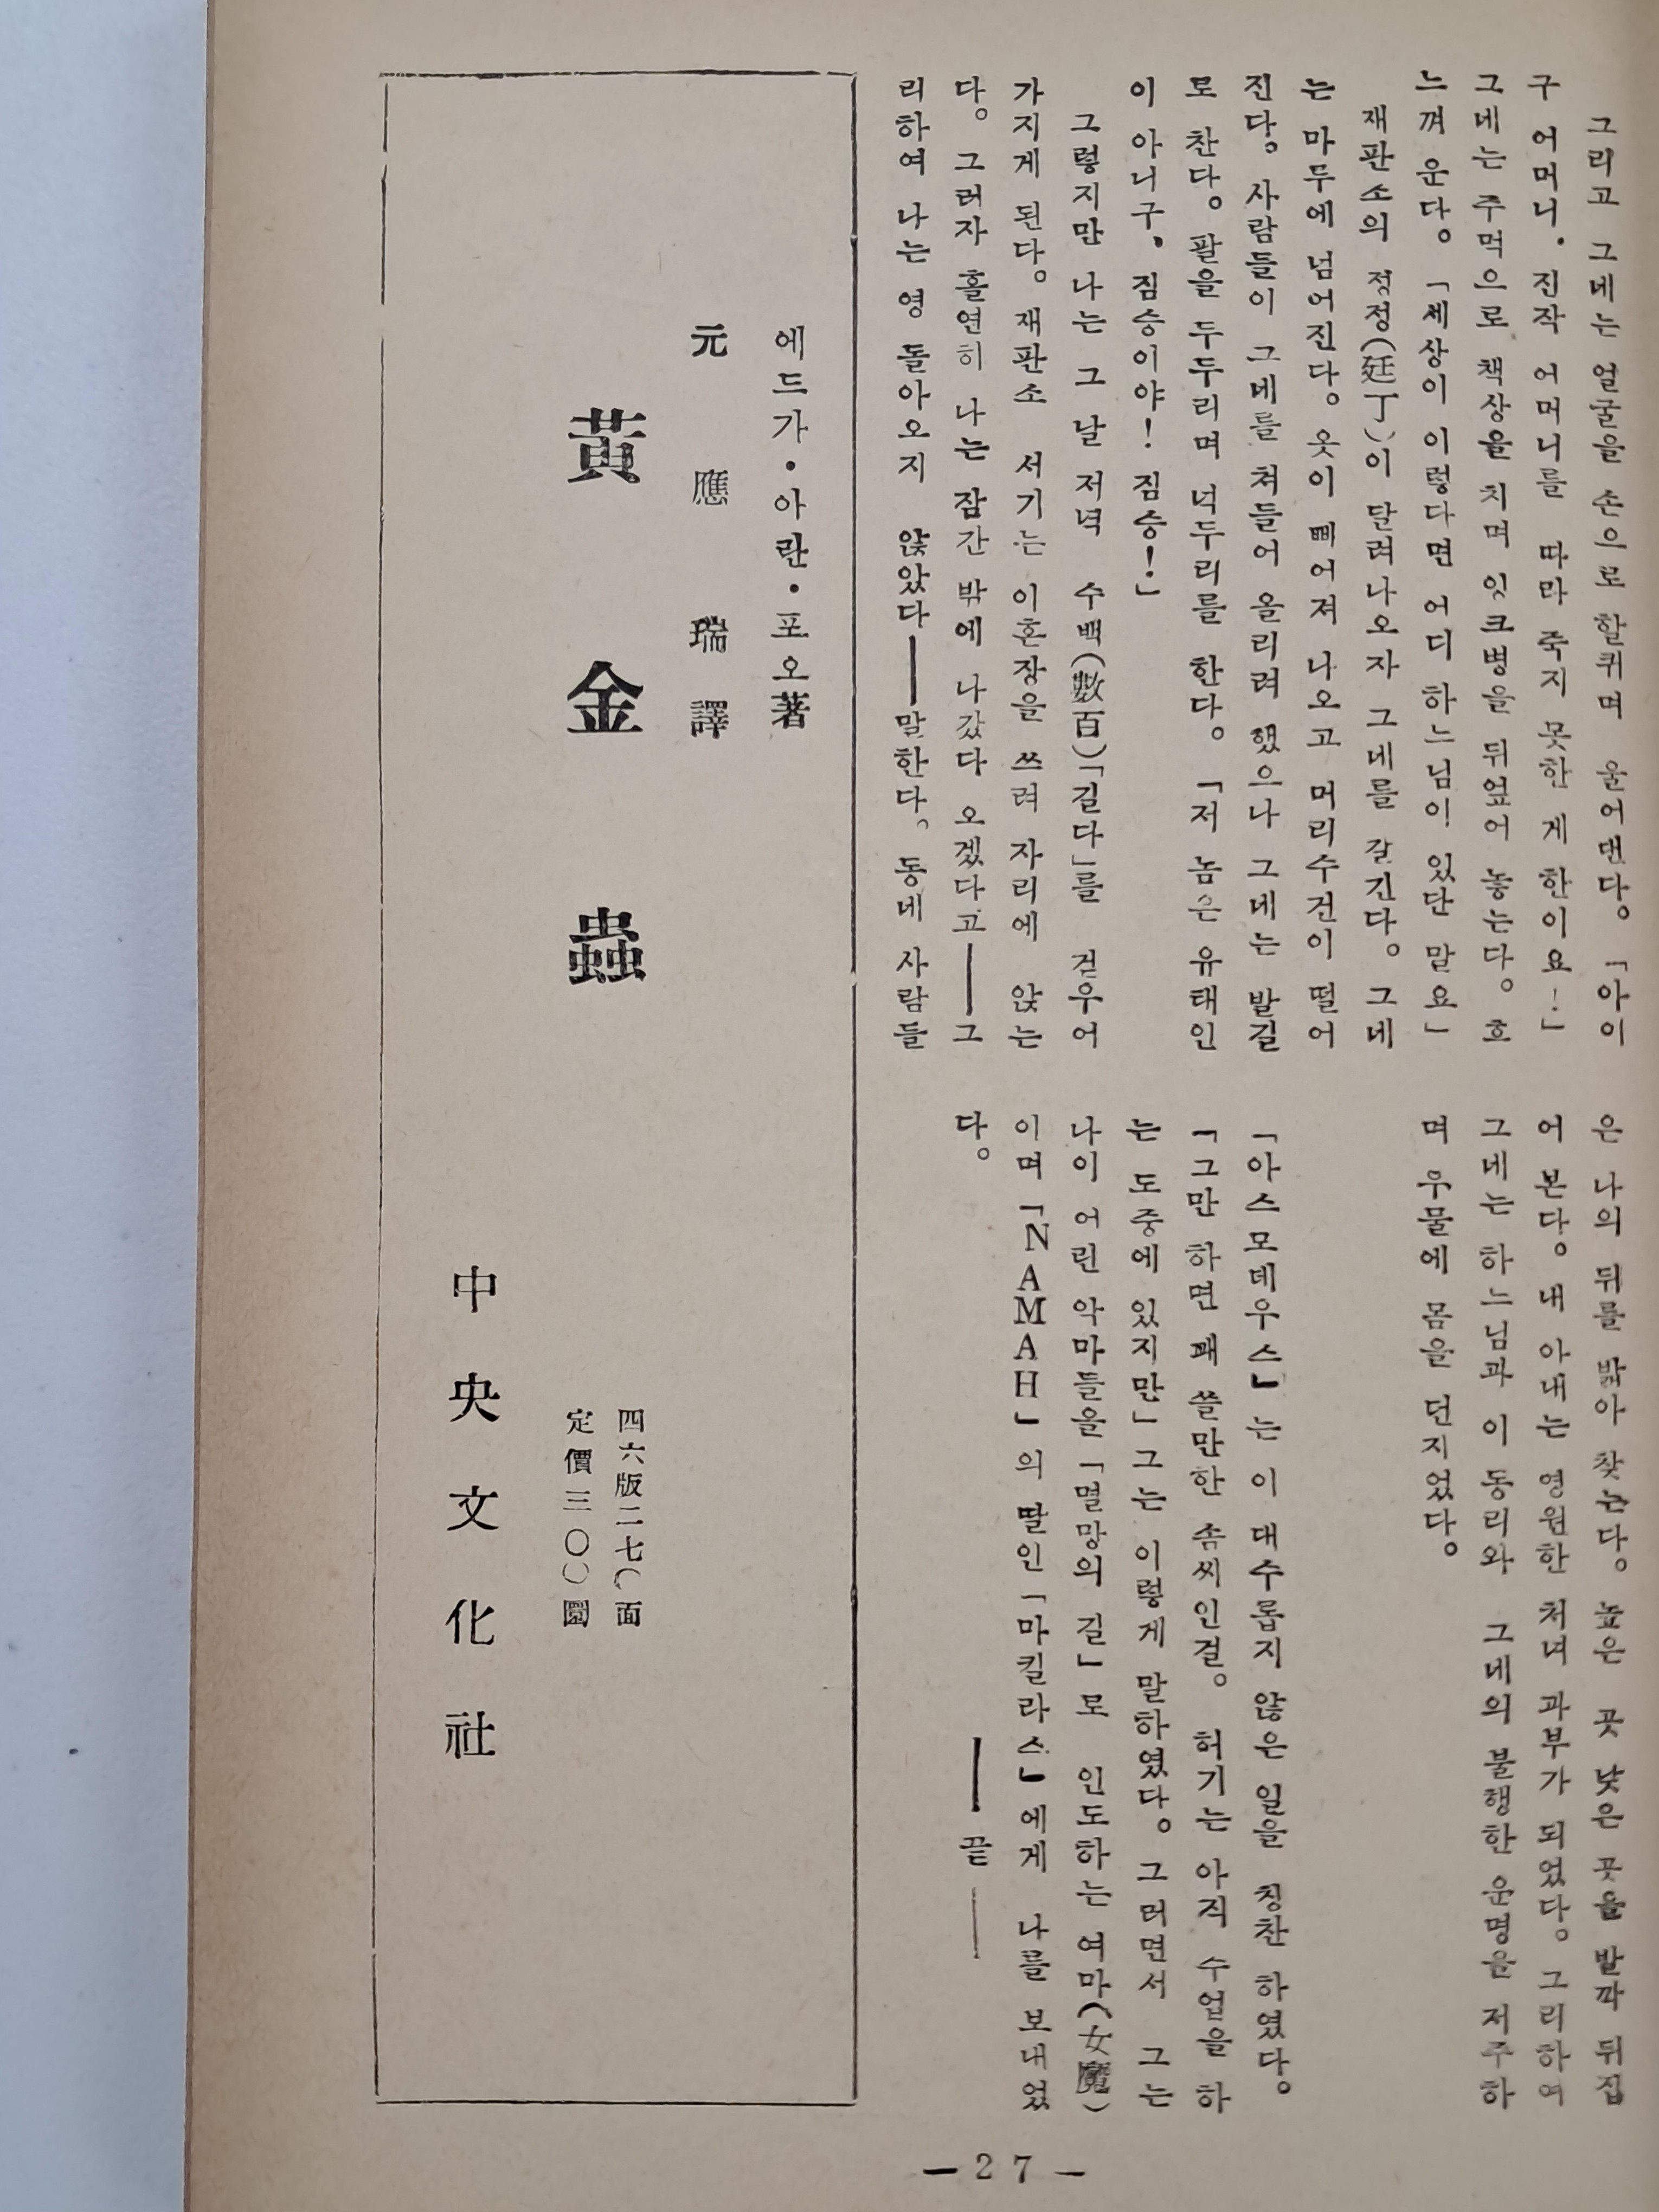 그리고 그네는 얼굴을 손으로 할퀴며 울어댄다。「아이
구 어머니. 진작 어머니를 따라 죽지 못한 게 한이요!」
그네는 주먹으로 책상을 치며 잇크병을 뒤엎어 놓는다。흐
느껴 운다。「세상이 이렇다면 어디 하느님이 있단 말요」
재판소의 정정(廷丁)이 달려나오자 그네를 갈긴다。그네
는 마루에 넘어진다。옷이 삐어져 나오고 머리수건이 떨어
진다。사람들이 그네를 쳐들어 올리려 했으나 그네는 발길
로 찬다。팔을 두두리며 넉두리를 한다。「저 놈은 유태인
이 아니구, 짐승이야! 짐승!」
그렇지만 나는 그 날 저녁 수백(數百)「길다」를 걷우어
가지게 된다。재판소 서기는 이혼장을 쓰려 자리에 앉는
다。그러자 홀연히 나는 잠간 밖에 나갔다 오겠다고――그
리하여 나는 영 돌아오지 않았다――말한다。동네 사람들
은 나의 뒤를 밝아 찾는다。높은 곳 낮은 곳을 발까 뒤집
어 본다。내 아내는 영원한 처녀 과부가 되었다。그리하여
그네는 하느님과 이 동리와 그네의 불행한 운명을 저주하
며 우물에 몸을 던지었다。
「아스모데우스」는 이 대수롭지 않은 일을 칭찬 하였다。
「그만 하면 꽤 쓸만한 솜씨인걸。허기는 아직 수업을 하
는 도중에 있지만」그는 이렇게 말하였다。그러면서 그는
나이 어린 악마들을「멸망의 길」로 인도하는 여마(女魔)
이며「NAMAH」의 딸인「마킬라스」에게 나를 보내었
다。
――끝――
에드가·아란·포오著
元應瑞譯
黃金蟲
四六版二七〇面
定價三〇〇圜
中央文化社
—27—